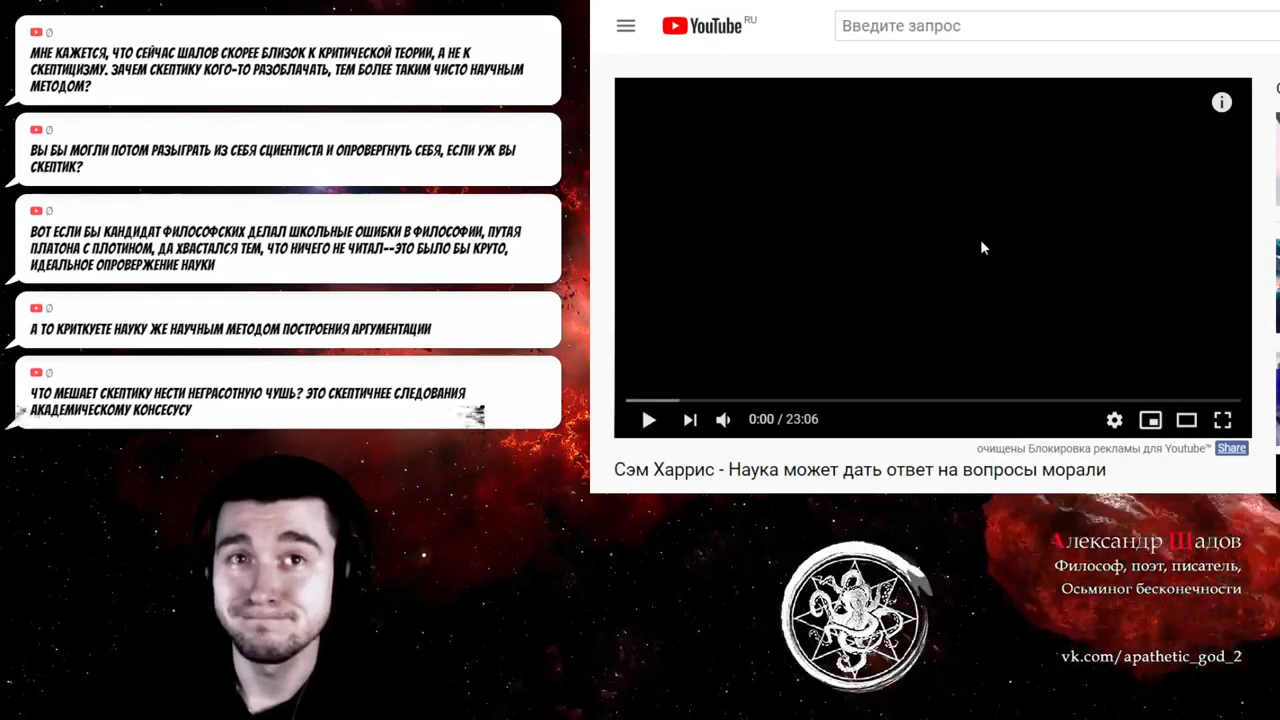 Ø
МНЕ КАЖЕТСЯ, ЧТО СЕЙЧАС ШАЛОВ СКОРЕЕ БЛИЗОК К КРИТИЧЕСКОЙ ТЕОРИИ, А НЕ К
СКЕПТИЦИЗМУ. ЗАЧЕМ СКЕПТИКУ КОГО-ТО РАЗОБЛАЧАТЬ, ТЕМ БОЛЕЕ ТАКИМ ЧИСТО НАУЧНЫМ
МЕТОДОМ?
Ø
ВЫ БЫ МОГЛИ ПОТОМ РАЗЫГРАТЬ ИЗ СЕБЯ СЦИЕНТИСТА И ОПРОВЕРГНУТЬ СЕБЯ, ЕСЛИ УЖ ВЫ
СКЕПТИК?
Ø
ВОТ ЕСЛИ БЫ КАНДИДАТ ФИЛОСОФСКИХ ДЕЛАЛ ШКОЛЬНЫЕ ОШИБКИ В ФИЛОСОФИИ, ПУТАЯ
ПЛАТОНА С ПЛОТИНОМ, ДА ХВАСТАЛСЯ ТЕМ, ЧТО НИЧЕГО НЕ ЧИТАЛ--ЭТО БЫЛО БЫ КРУТО,
ИДЕАЛЬНОЕ ОПРОВЕРЖЕНИЕ НАУКИ
Ø
А ТО КРИТКУЕТЕ НАУКУ ЖЕ НАУЧНЫМ МЕТОДОМ ПОСТРОЕНИЯ АРГУМЕНТАЦИИ
Ø
ЧТО МЕШАЕТ СКЕПТИКУ НЕСТИ НЕГРАСОТНУЮ ЧУШЬ? ЭТО СКЕПТИЧНЕЕ СЛЕДОВАНИЯ
АКАДЕМИЧЕСКОМУ КОНСЕСУСУ
YouTube RU
Введите запрос
0:00 / 23:06
очищены Блокировка рекламы для Youtube™ Share
Сэм Харрис - Наука может дать ответ на вопросы морали
Александр Шадов
Философ, поэт, писатель,
Осьминог бесконечности
vk.com/apathetic_god_2